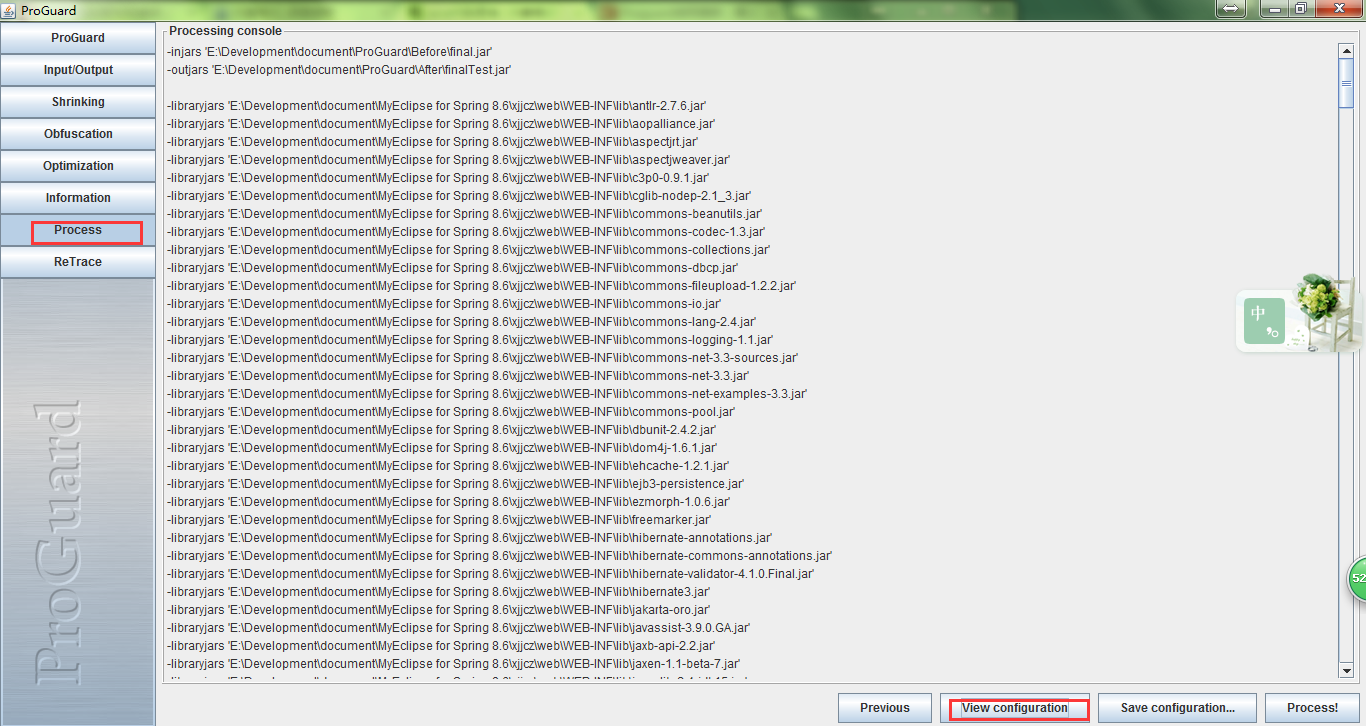 ProGuard
ProGuard
Input/Output
Shrinking
Obfuscation
Optimization
Information
Process
ReTrace
ProGuard
Processing console
-injars 'E:\Development\document\ProGuard\Before\final.jar'
-outjars 'E:\Development\document\ProGuard\After\finalTest.jar'
-libraryjars 'E:\Development\document\MyEclipse for Spring 8.6\xjjcz\web\WEB-INF\lib\antlr-2.7.6.jar'
-libraryjars 'E:\Development\document\MyEclipse for Spring 8.6\xjjcz\web\WEB-INF\lib\aopalliance.jar'
-libraryjars 'E:\Development\document\MyEclipse for Spring 8.6\xjjcz\web\WEB-INF\lib\aspectjrt.jar'
-libraryjars 'E:\Development\document\MyEclipse for Spring 8.6\xjjcz\web\WEB-INF\lib\aspectjweaver.jar'
-libraryjars 'E:\Development\document\MyEclipse for Spring 8.6\xjjcz\web\WEB-INF\lib\c3p0-0.9.1.jar'
-libraryjars 'E:\Development\document\MyEclipse for Spring 8.6\xjjcz\web\WEB-INF\lib\cglib-nodep-2.1_3.jar'
-libraryjars 'E:\Development\document\MyEclipse for Spring 8.6\xjjcz\web\WEB-INF\lib\commons-beanutils.jar'
-libraryjars 'E:\Development\document\MyEclipse for Spring 8.6\xjjcz\web\WEB-INF\lib\commons-codec-1.3.jar'
-libraryjars 'E:\Development\document\MyEclipse for Spring 8.6\xjjcz\web\WEB-INF\lib\commons-collections.jar'
-libraryjars 'E:\Development\document\MyEclipse for Spring 8.6\xjjcz\web\WEB-INF\lib\commons-dbcp.jar'
-libraryjars 'E:\Development\document\MyEclipse for Spring 8.6\xjjcz\web\WEB-INF\lib\commons-fileupload-1.2.2.jar'
-libraryjars 'E:\Development\document\MyEclipse for Spring 8.6\xjjcz\web\WEB-INF\lib\commons-io.jar'
-libraryjars 'E:\Development\document\MyEclipse for Spring 8.6\xjjcz\web\WEB-INF\lib\commons-lang-2.4.jar'
-libraryjars 'E:\Development\document\MyEclipse for Spring 8.6\xjjcz\web\WEB-INF\lib\commons-logging-1.1.jar'
-libraryjars 'E:\Development\document\MyEclipse for Spring 8.6\xjjcz\web\WEB-INF\lib\commons-net-3.3-sources.jar'
-libraryjars 'E:\Development\document\MyEclipse for Spring 8.6\xjjcz\web\WEB-INF\lib\commons-net-3.3.jar'
-libraryjars 'E:\Development\document\MyEclipse for Spring 8.6\xjjcz\web\WEB-INF\lib\commons-net-examples-3.3.jar'
-libraryjars 'E:\Development\document\MyEclipse for Spring 8.6\xjjcz\web\WEB-INF\lib\commons-pool.jar'
-libraryjars 'E:\Development\document\MyEclipse for Spring 8.6\xjjcz\web\WEB-INF\lib\dbunit-2.4.2.jar'
-libraryjars 'E:\Development\document\MyEclipse for Spring 8.6\xjjcz\web\WEB-INF\lib\dom4j-1.6.1.jar'
-libraryjars 'E:\Development\document\MyEclipse for Spring 8.6\xjjcz\web\WEB-INF\lib\ehcache-1.2.1.jar'
-libraryjars 'E:\Development\document\MyEclipse for Spring 8.6\xjjcz\web\WEB-INF\lib\ejb3-persistence.jar'
-libraryjars 'E:\Development\document\MyEclipse for Spring 8.6\xjjcz\web\WEB-INF\lib\ezmorph-1.0.6.jar'
-libraryjars 'E:\Development\document\MyEclipse for Spring 8.6\xjjcz\web\WEB-INF\lib\freemarker.jar'
-libraryjars 'E:\Development\document\MyEclipse for Spring 8.6\xjjcz\web\WEB-INF\lib\hibernate-annotations.jar'
-libraryjars 'E:\Development\document\MyEclipse for Spring 8.6\xjjcz\web\WEB-INF\lib\hibernate-commons-annotations.jar'
-libraryjars 'E:\Development\document\MyEclipse for Spring 8.6\xjjcz\web\WEB-INF\lib\hibernate-validator-4.1.0.Final.jar'
-libraryjars 'E:\Development\document\MyEclipse for Spring 8.6\xjjcz\web\WEB-INF\lib\hibernate3.jar'
-libraryjars 'E:\Development\document\MyEclipse for Spring 8.6\xjjcz\web\WEB-INF\lib\jakarta-oro.jar'
-libraryjars 'E:\Development\document\MyEclipse for Spring 8.6\xjjcz\web\WEB-INF\lib\javassist-3.9.0.GA.jar'
-libraryjars 'E:\Development\document\MyEclipse for Spring 8.6\xjjcz\web\WEB-INF\lib\jaxb-api-2.2.jar'
-libraryjars 'E:\Development\document\MyEclipse for Spring 8.6\xjjcz\web\WEB-INF\lib\jaxen-1.1-beta-7.jar'
中
52
Previous
View configuration
Save configuration...
Process!